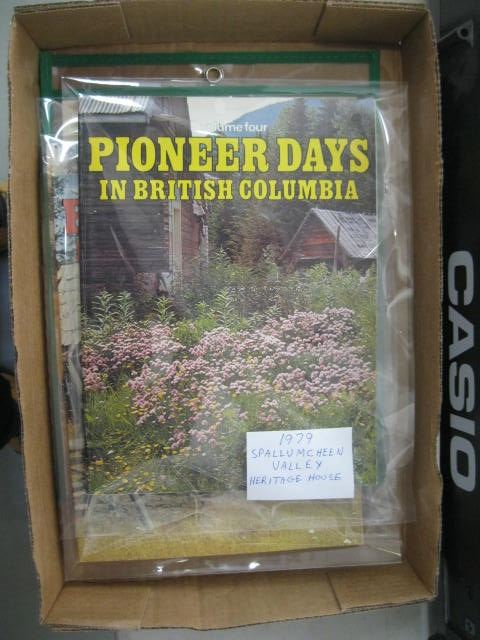 volume four
PIONEER DAYS
IN BRITISH COLUMBIA
1979
SPALLUMCHEEN
VALLEY
HERITAGE HOUSE
CASIO